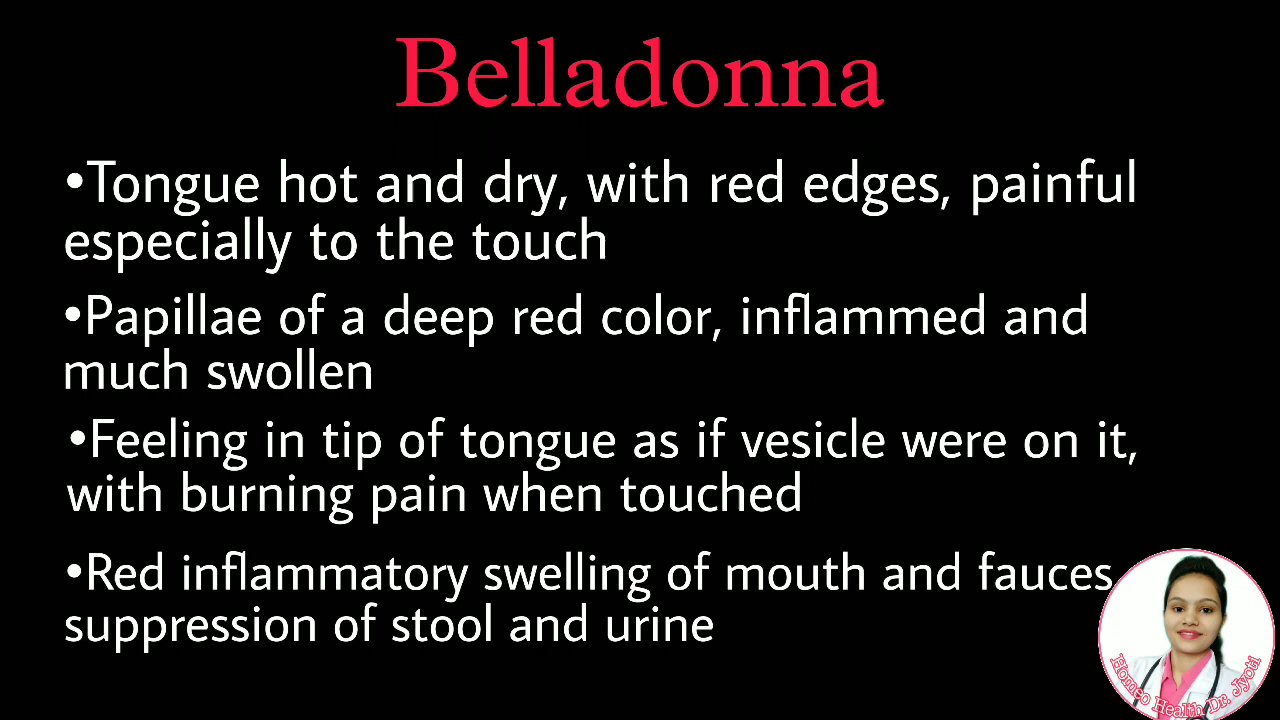 Belladonna
•Tongue hot and dry, with red edges, painful
especially to the touch
•Papillae of a deep red color, inflammed and
much swollen
•Feeling in tip of tongue as if vesicle were on it,
with burning pain when touched
•Red inflammatory swelling of mouth and fauces
suppression of stool and urine
Homeo Health Dr. Jyoti